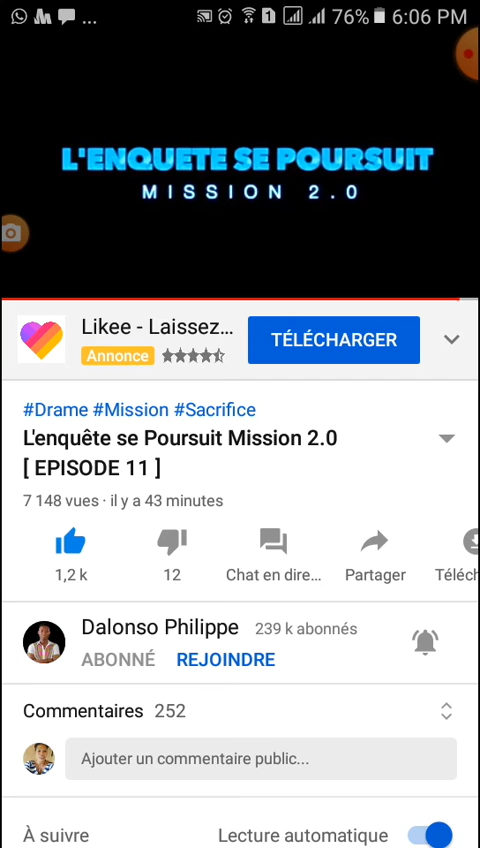 ... 1 76% 6:06 PM
L'ENQUETE SE POURSUIT
MISSION 2.0
Likee - Laissez...
Annonce
TÉLÉCHARGER
#Drame #Mission #Sacrifice
L'enquête se Poursuit Mission 2.0
[ EPISODE 11 ]
7 148 vues · il y a 43 minutes
1,2 k
12
Chat en dire...
Partager
Téléch
Dalonso Philippe 239 k abonnés
ABONNÉ REJOINDRE
Commentaires 252
Ajouter un commentaire public...
À suivre
Lecture automatique